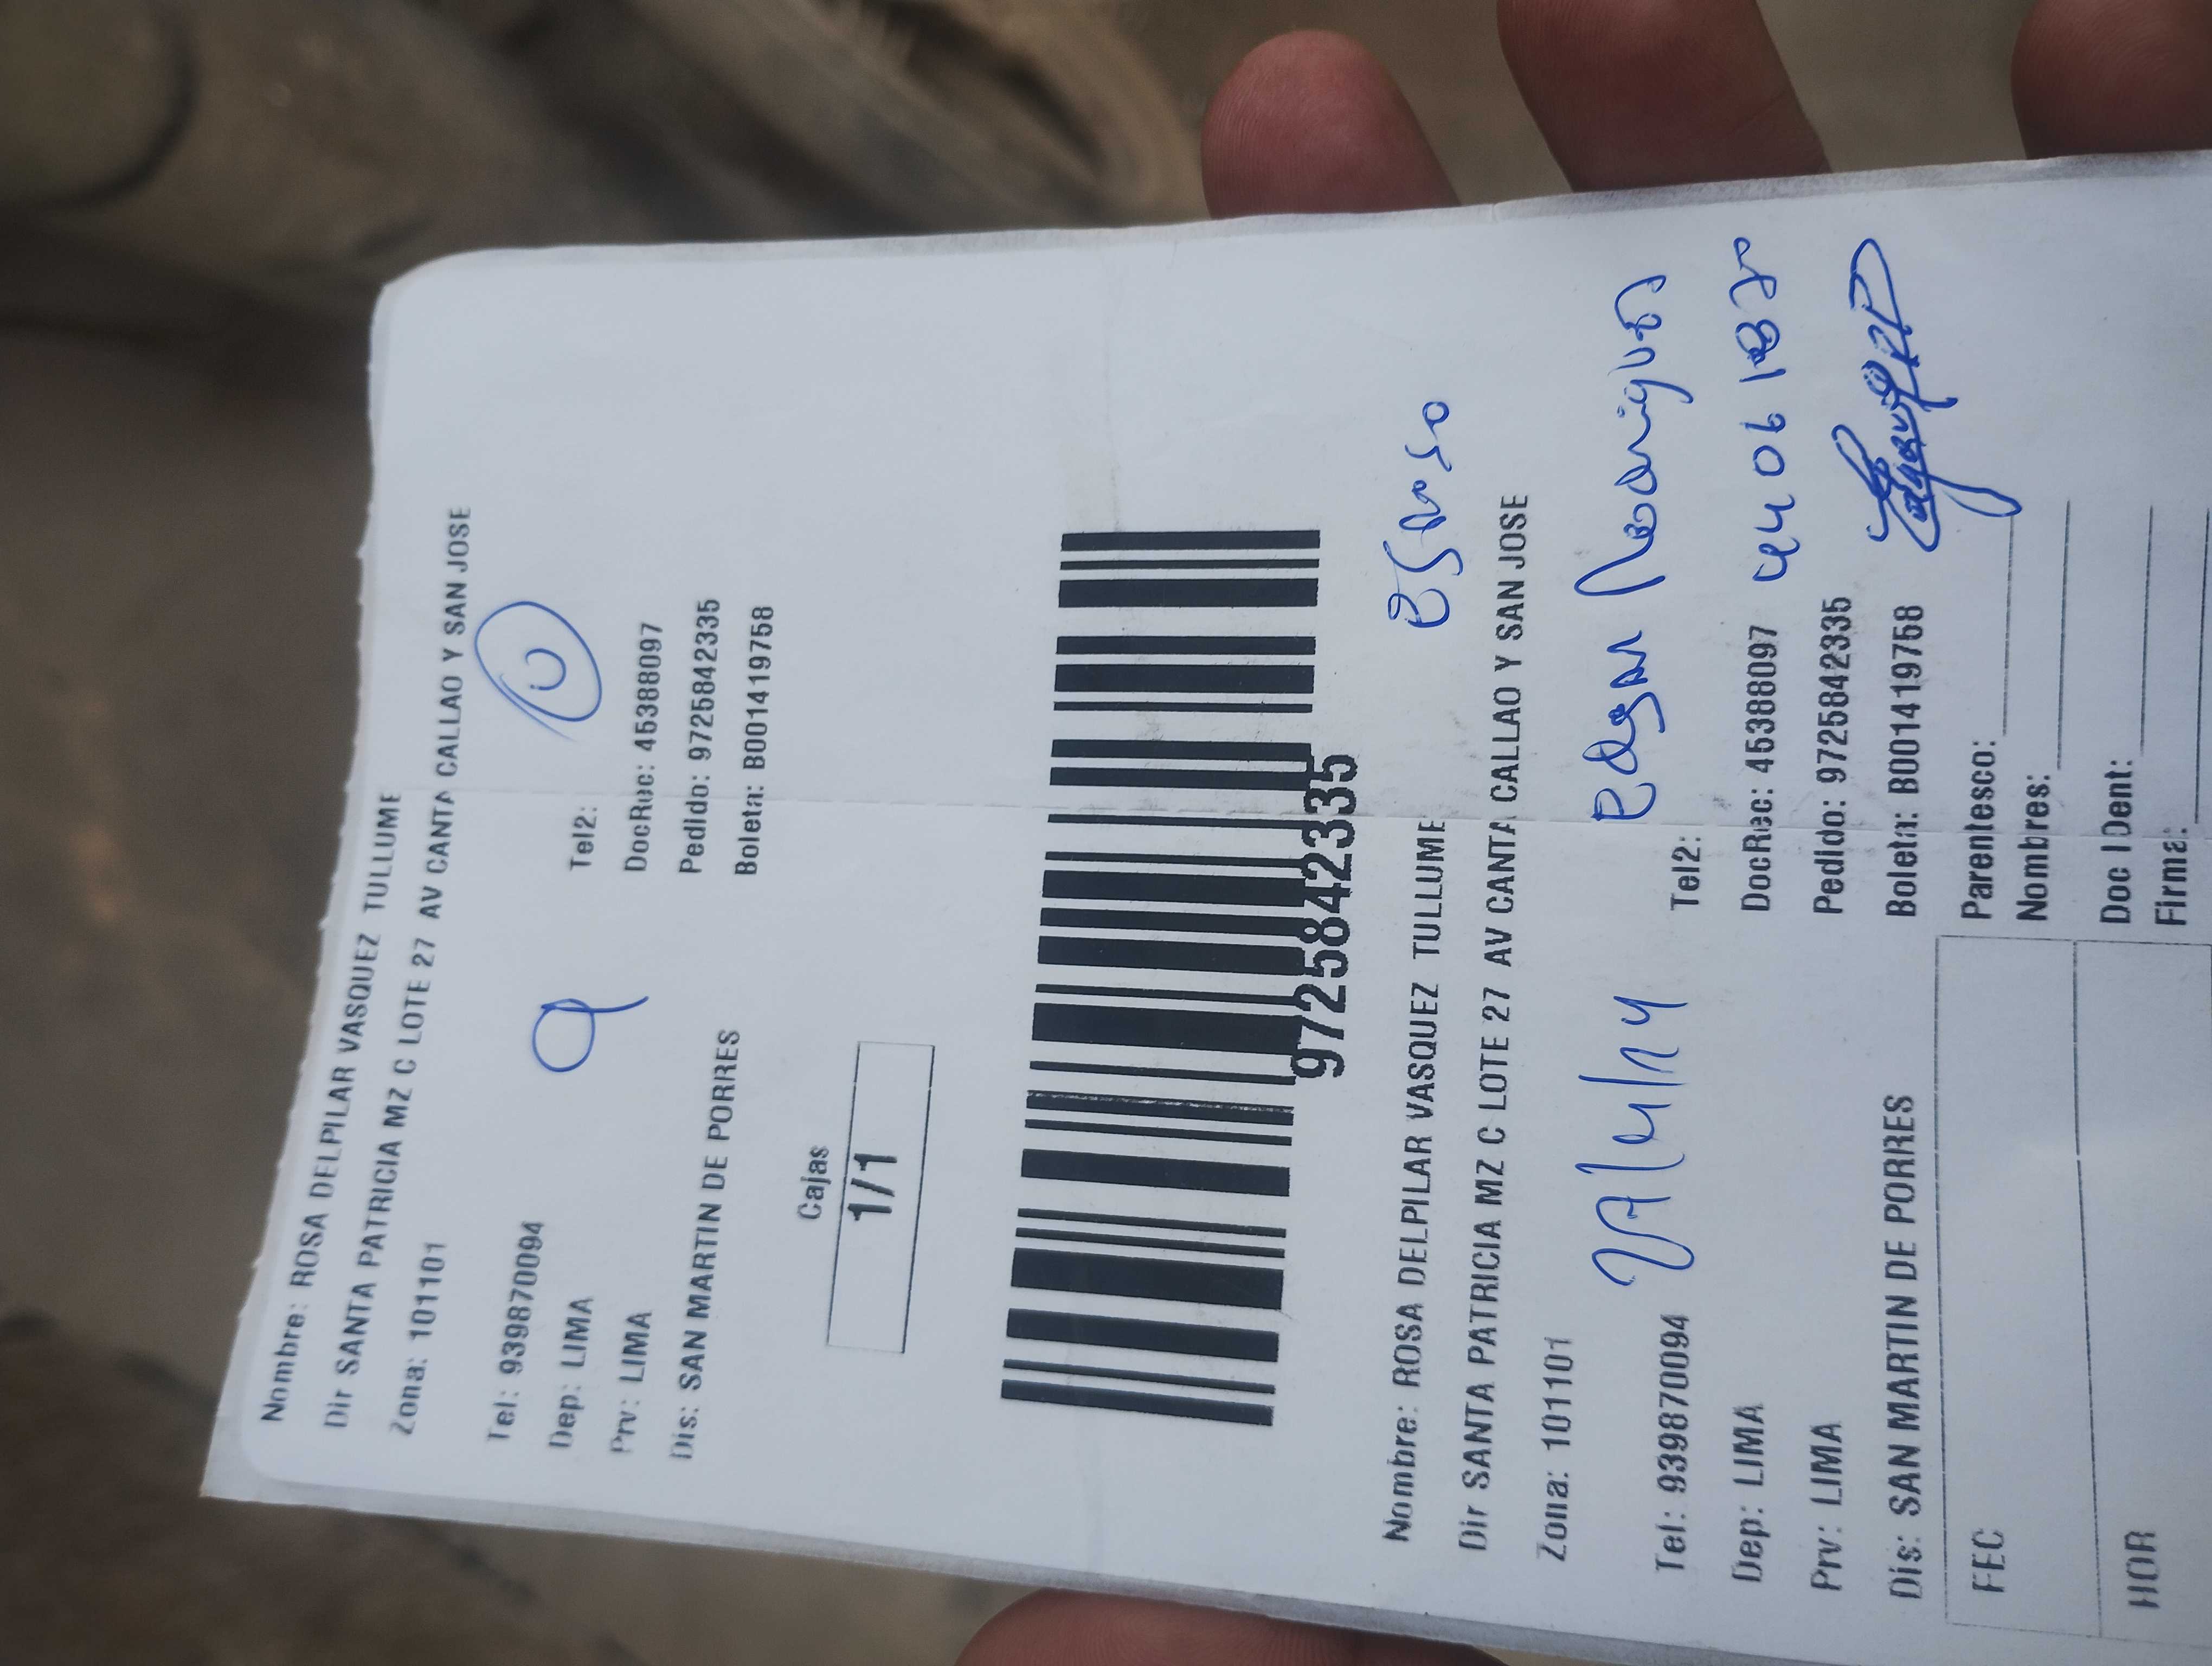 Nombre: ROSA DELPILAR VASQUEZ TULLUME
Dir SANTA PATRICIA MZ C LOTE 27 AV CANTA CALLAO Y SAN JOSE
Zona: 101101
9
Tel: 939870094 Tel2:
Dep: LIMA DocRec: 45388097
Prv: LIMA Pedido: 9725842335
Dis: SAN MARTIN DE PORRES Boleta: B001419758
Cajas
1/1
9725842335
Nombre: ROSA DELPILAR VASQUEZ TULLUME
Esposo
Dir SANTA PATRICIA MZ C LOTE 27 AV CANTA CALLAO Y SAN JOSE
Zona: 101101
Edgar Rodriguez
Tel: 939870094 Tel2:
Dep: LIMA DocRec: 45388097
Prv: LIMA Pedido: 9725842335
Dis: SAN MARTIN DE PORRES Boleta: B001419758
FEC Parentesco:
Nombres:
HOR Doc IDent:
Firma: